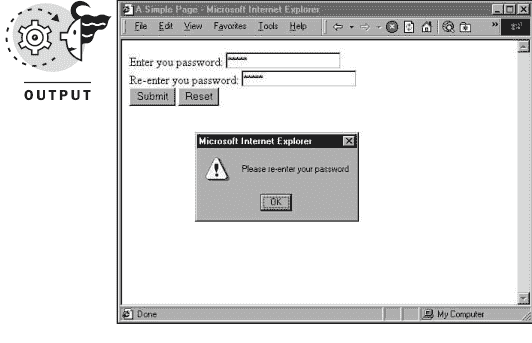 A Simple Page - Microsoft Internet Explorer
File Edit View Favorites Tools Help »
Enter you password: *****
Re-enter you password: *****
Submit Reset
OUTPUT
Microsoft Internet Explorer
Please re-enter your password
OK
Done My Computer